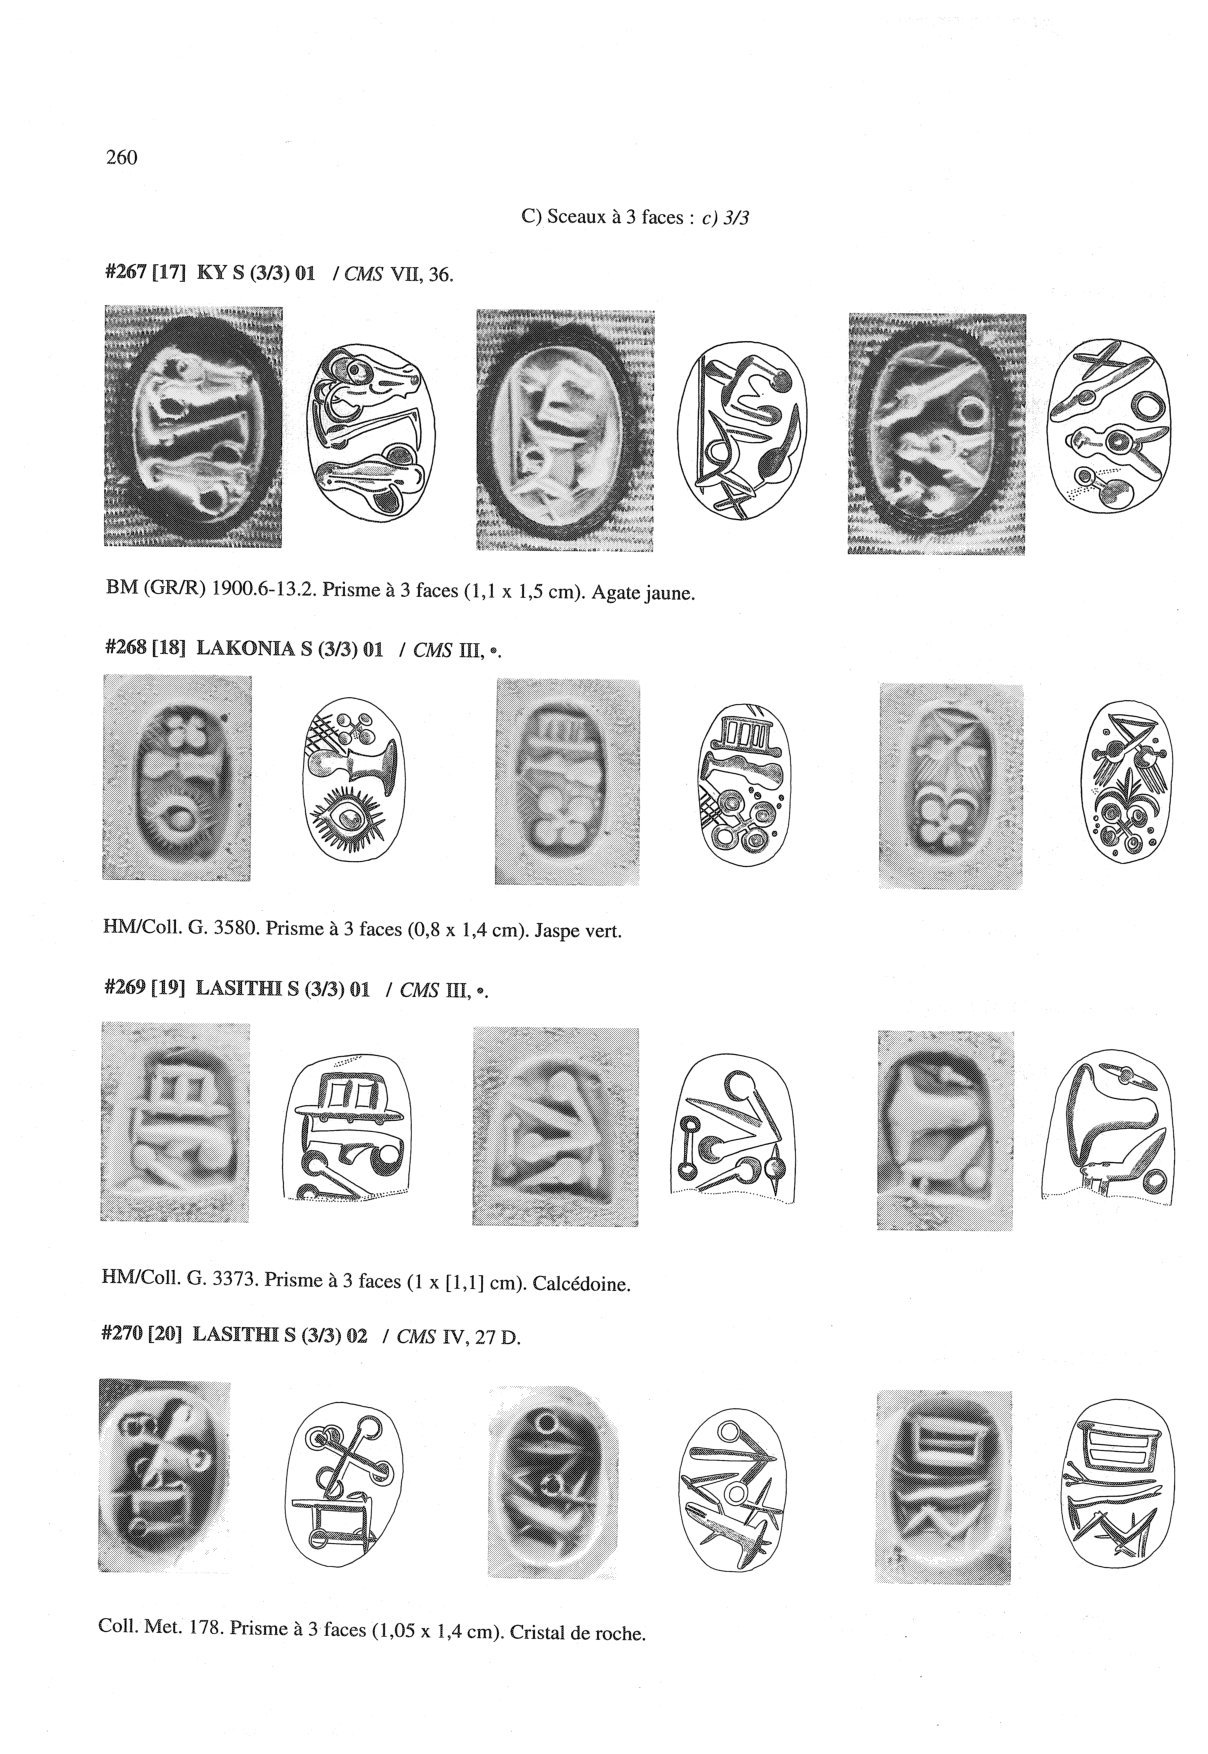 260
C) Sceaux à 3 faces : c) 3/3
#267 [17] KY S (3/3) 01 / CMS VII, 36.
BM (GR/R) 1900.6-13.2. Prisme à 3 faces (1,1 x 1,5 cm). Agate jaune.
#268 [18] LAKONIA S (3/3) 01 / CMS III, •.
HM/Coll. G. 3580. Prisme à 3 faces (0,8 x 1,4 cm). Jaspe vert.
#269 [19] LASITHI S (3/3) 01 / CMS III, •.
HM/Coll. G. 3373. Prisme à 3 faces (1 x [1,1] cm). Calcédoine.
#270 [20] LASITHI S (3/3) 02 / CMS IV, 27 D.
Coll. Met. 178. Prisme à 3 faces (1,05 x 1,4 cm). Cristal de roche.